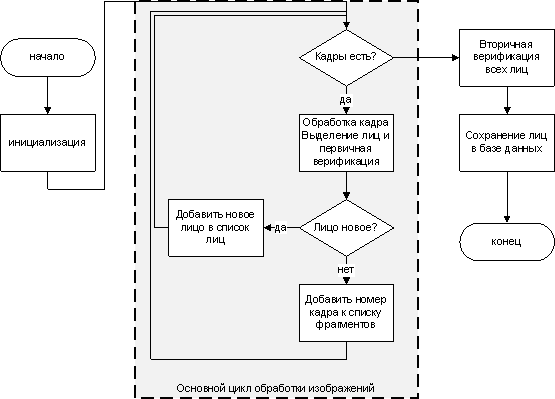 начало
инициализация
Кадры есть?
да
Обработка кадра
Выделение лиц и
первичная
верификация
Лицо новое?
да
Добавить новое
лицо в список
лиц
нет
Добавить номер
кадра к списку
фрагментов
Основной цикл обработки изображений
Вторичная
верификация
всех лиц
Сохранение лиц
в базе данных
конец